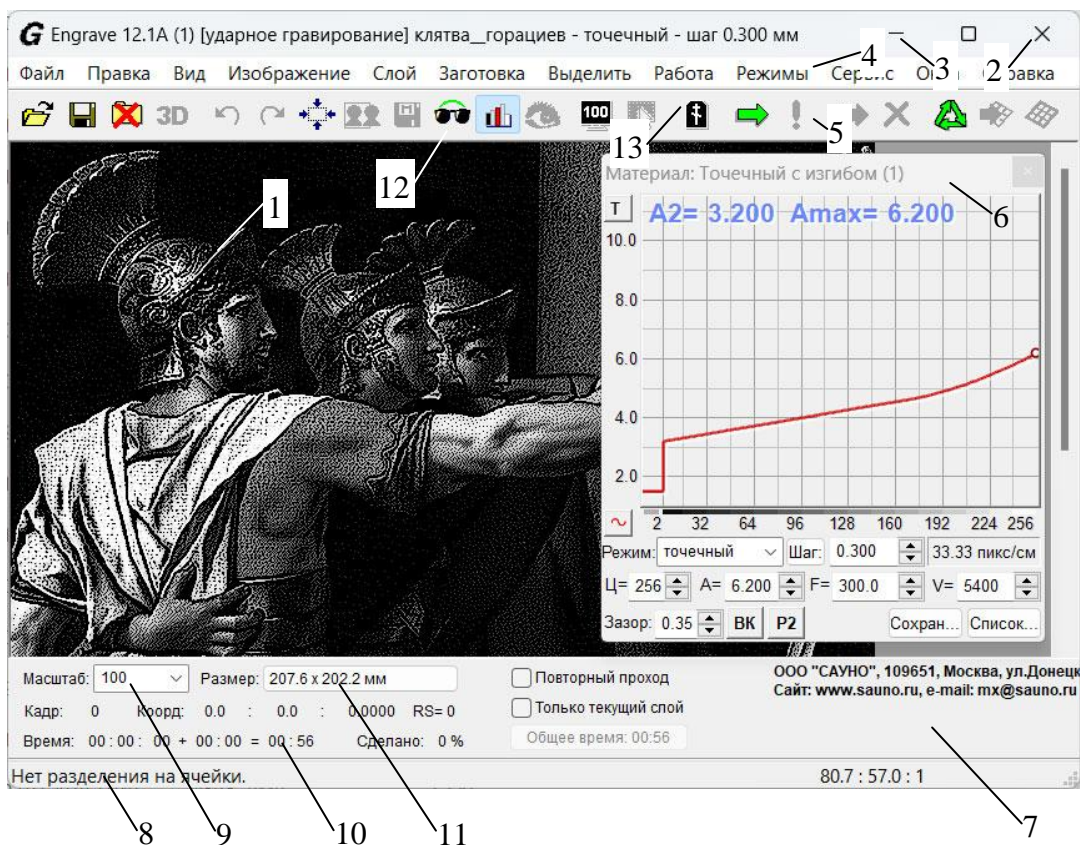 G Engrave 12.1A (1) [ударное гравирование] клятва__горациев - точечный - шаг 0.300 мм
Файл Правка Вид Изображение Слой Заготовка Выделить Работа Режимы 4 3 2
3D 100 13 5
12
1
Материал: Точечный с изгибом (1)
6
T A2= 3.200 Amax= 6.200
10.0
8.0
6.0
4.0
2.0
2 32 64 96 128 160 192 224 256
Режим: точечный Шаг: 0.300 33.33 пикс/см
Ц= 256 A= 6.200 F= 300.0 V= 5400
Зазор: 0.35 ВК P2 Сохран... Список...
Масштаб: 100 Размер: 207.6 x 202.2 мм Повторный проход ООО "САУНО", 109651, Москва, ул.Донецк
Сайт: www.sauno.ru, e-mail: mx@sauno.ru
Кадр: 0 Коорд: 0.0 : 0.0 : 0.0000 RS= 0 Только текущий слой
Время: 00 : 00 : 00 + 00 : 00 = 00 : 56 Сделано: 0 % Общее время: 00:56
Нет разделения на ячейки. 80.7 : 57.0 : 1
8 9 10 11 7